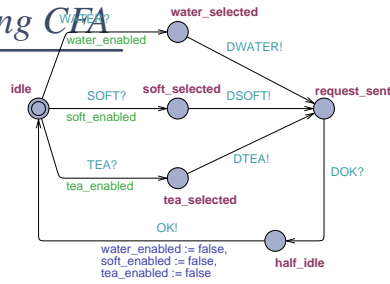 ng CFA
WATER?
water_enabled
water_selected
DWATER!
idle
SOFT?
soft_enabled
soft_selected
DSOFT!
request_sent
TEA?
tea_enabled
tea_selected
DTEA!
DOK?
OK!
water_enabled := false,
soft_enabled := false,
tea_enabled := false
half_idle